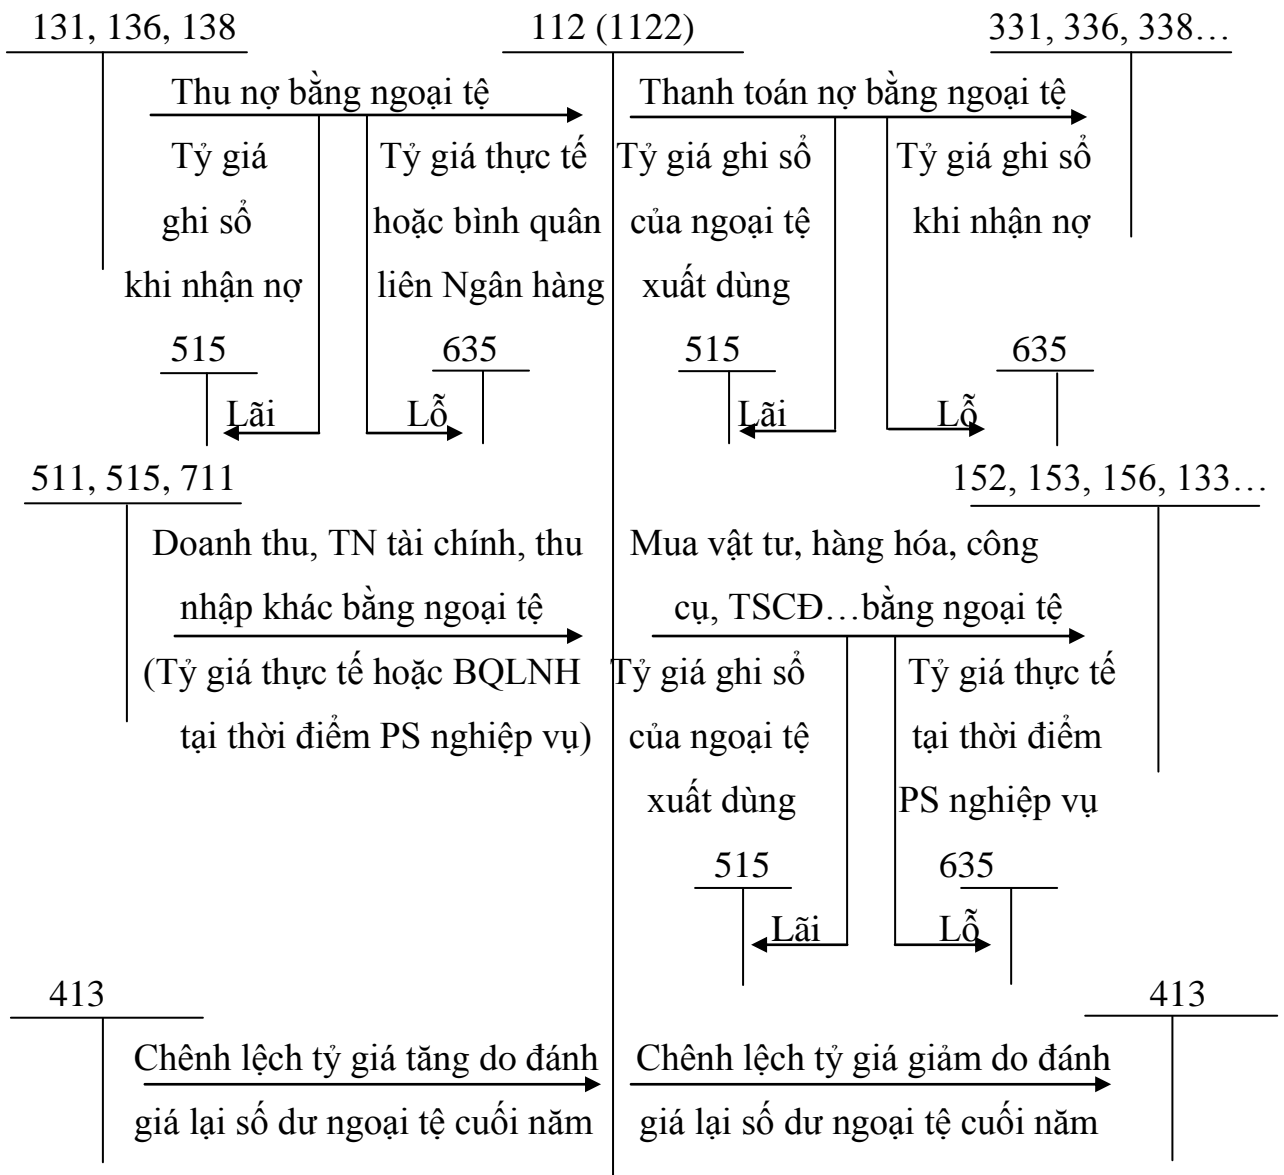 131, 136, 138
112 (1122)
331, 336, 338…
Thu nợ bằng ngoại tệ
Thanh toán nợ bằng ngoại tệ
Tỷ giá
ghi sổ
khi nhận nợ
Tỷ giá thực tế
hoặc bình quân
liên Ngân hàng
Tỷ giá ghi sổ
của ngoại tệ
xuất dùng
Tỷ giá ghi sổ
khi nhận nợ
515
635
515
635
Lãi
Lỗ
Lãi
Lỗ
511, 515, 711
152, 153, 156, 133…
Doanh thu, TN tài chính, thu
nhập khác bằng ngoại tệ
(Tỷ giá thực tế hoặc BQLNH
tại thời điểm PS nghiệp vụ)
Mua vật tư, hàng hóa, công
cụ, TSCĐ…bằng ngoại tệ
Tỷ giá ghi sổ
của ngoại tệ
xuất dùng
Tỷ giá thực tế
tại thời điểm
PS nghiệp vụ
515
635
Lãi
Lỗ
413
413
Chênh lệch tỷ giá tăng do đánh
giá lại số dư ngoại tệ cuối năm
Chênh lệch tỷ giá giảm do đánh
giá lại số dư ngoại tệ cuối năm